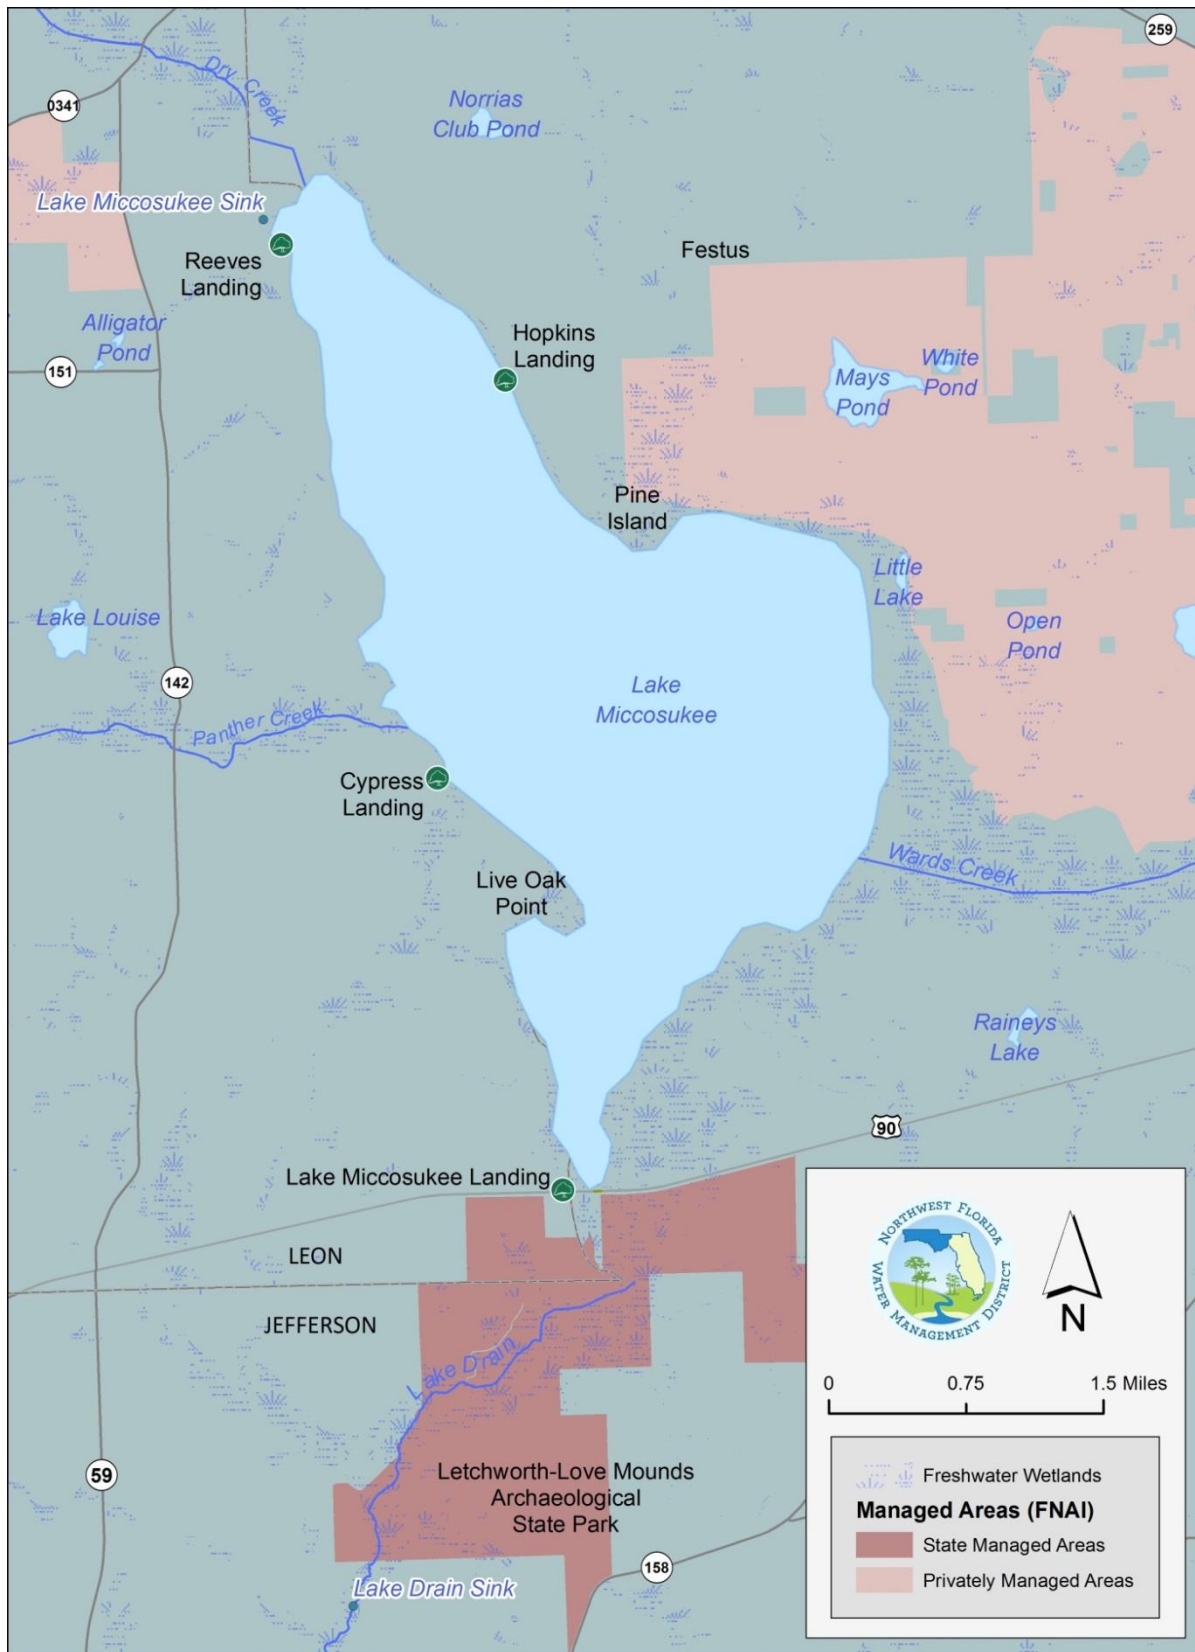 259
Dry Creek
0341
Norrias
Club Pond
Lake Miccosukee Sink
Reeves
Landing
Festus
Alligator
Pond
151
Hopkins
Landing
Mays
Pond
White
Pond
Pine
Island
Little
Lake
Open
Pond
Lake Louise
142
Lake
Miccosukee
Panther Creek
Cypress
Landing
Wards Creek
Live Oak
Point
Raineys
Lake
90
Lake Miccosukee Landing
LEON
JEFFERSON
Lake Drain
59
Letchworth-Love Mounds
Archaeological
State Park
158
Lake Drain Sink
NORTHWEST FLORIDA
WATER MANAGEMENT DISTRICT
N
0 0.75 1.5 Miles
Freshwater Wetlands
Managed Areas (FNAI)
State Managed Areas
Privately Managed Areas